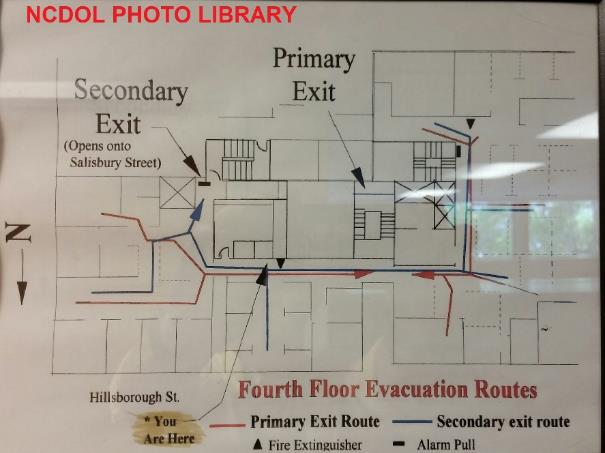 NCDOL PHOTO LIBRARY
Primary
Exit
Secondary
Exit
(Opens onto
Salisbury Street)
N
Hillsborough St.
Fourth Floor Evacuation Routes
* You
Are Here
Primary Exit Route
Secondary exit route
Fire Extinguisher
Alarm Pull